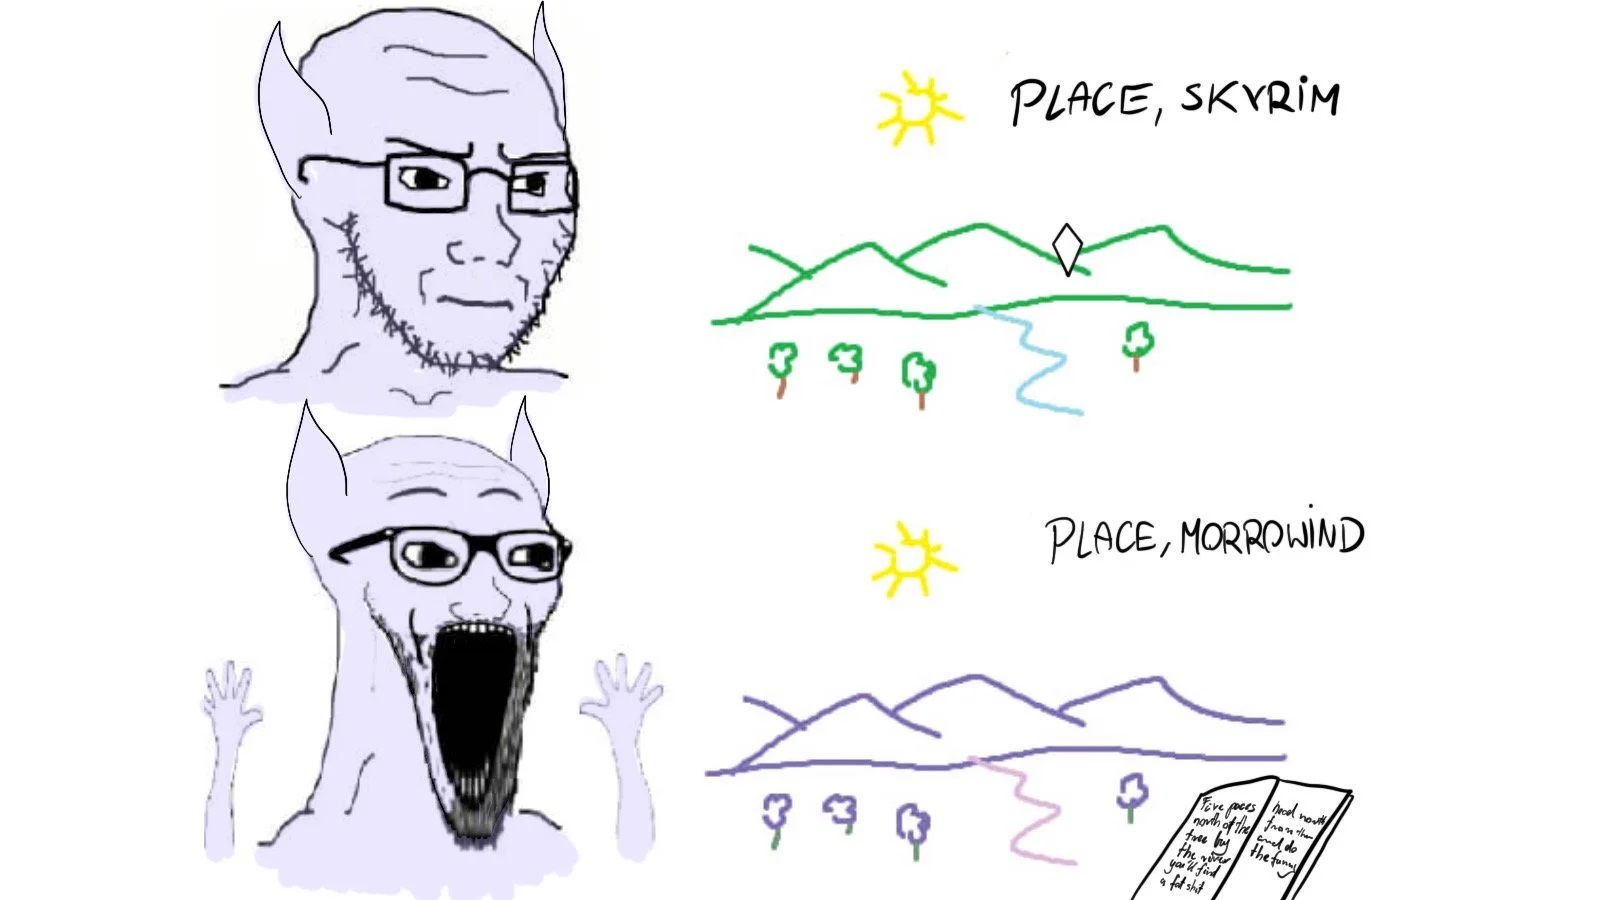 PLACE, SKYRIM
PLACE, MORROWIND
Five paces
north of the
tree by
the river
you'll find
a fat shit
head north
from there
and do
the funny